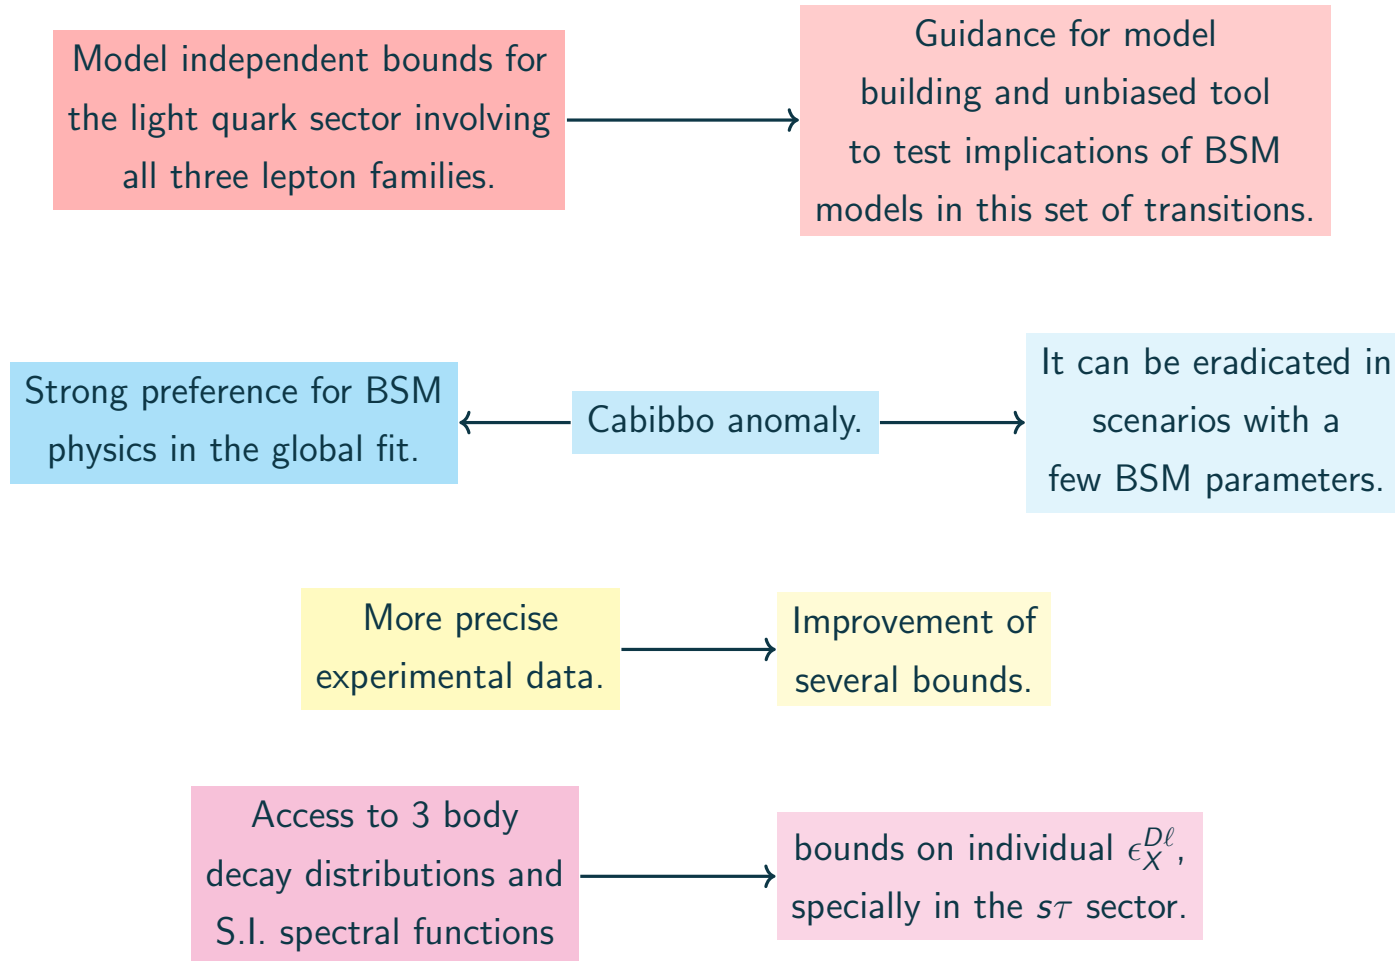 Model independent bounds for
the light quark sector involving
all three lepton families.
Guidance for model
building and unbiased tool
to test implications of BSM
models in this set of transitions.
Strong preference for BSM
physics in the global fit.
Cabibbo anomaly.
It can be eradicated in
scenarios with a
few BSM parameters.
More precise
experimental data.
Improvement of
several bounds.
Access to 3 body
decay distributions and
S.I. spectral functions
bounds on individual $\epsilon_X^{D\ell}$,
specially in the sτ sector.